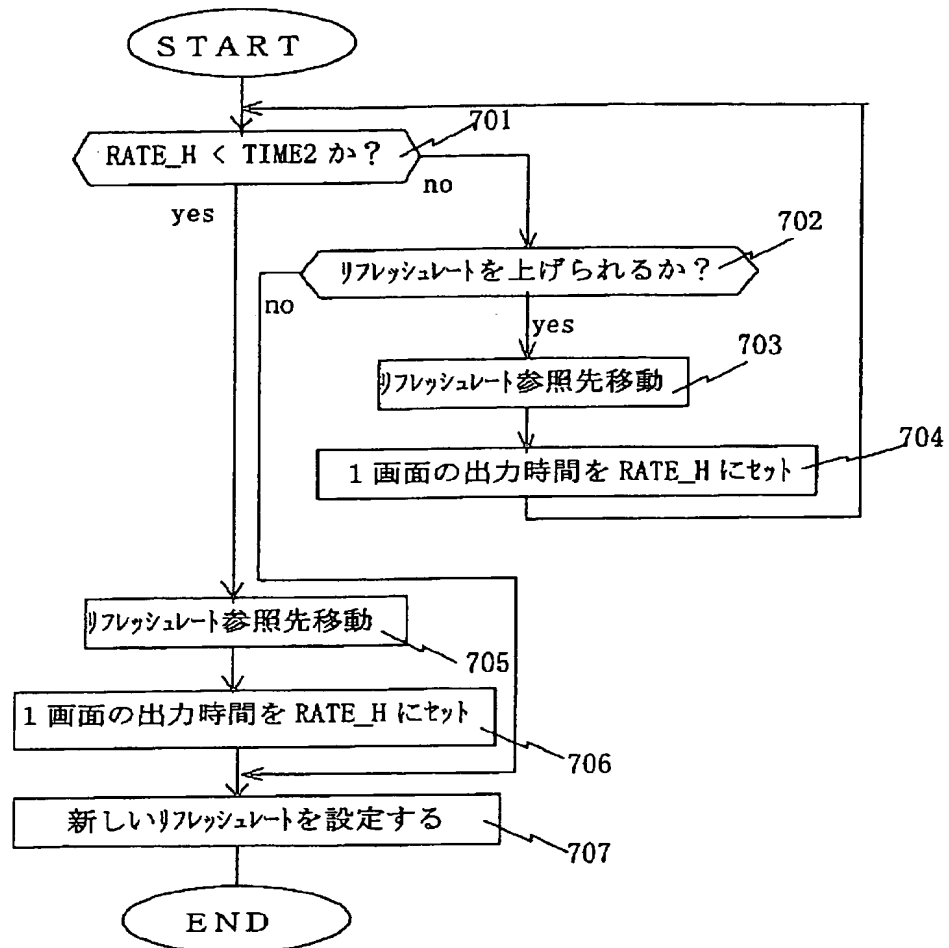 START
701
RATE_H < TIME2 か？
no
yes
702
リフレッシュレートを上げられるか？
no
yes
703
リフレッシュレート参照先移動
704
1画面の出力時間を RATE_H にセット
リフレッシュレート参照先移動
705
1画面の出力時間を RATE_H にセット
706
新しいリフレッシュレートを設定する
707
END